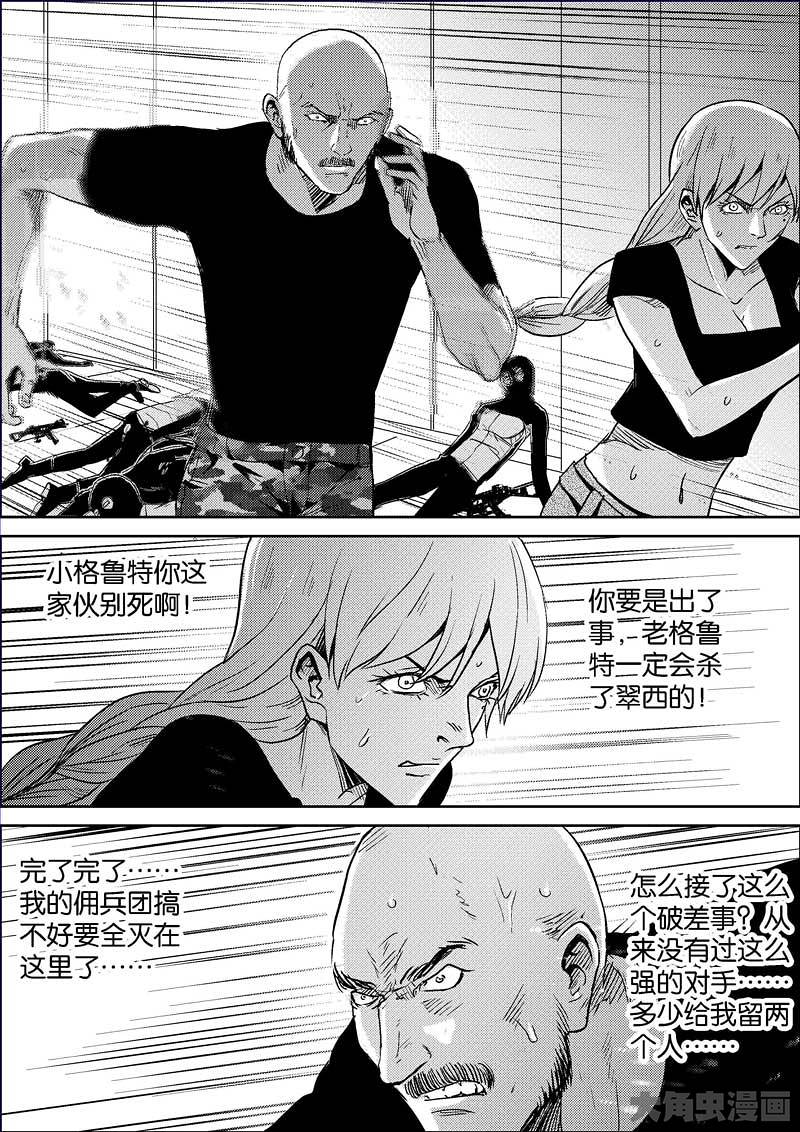 小格鲁特你这
家伙别死啊！
你要是出了
事，老格鲁
特一定会杀
了翠西的！
完了完了……
我的佣兵团搞
不好要全灭在
这里了……
怎么接了这么
个破差事？从
来没有过这么
强的对手……
多少给我留两
个人……
大角虫漫画